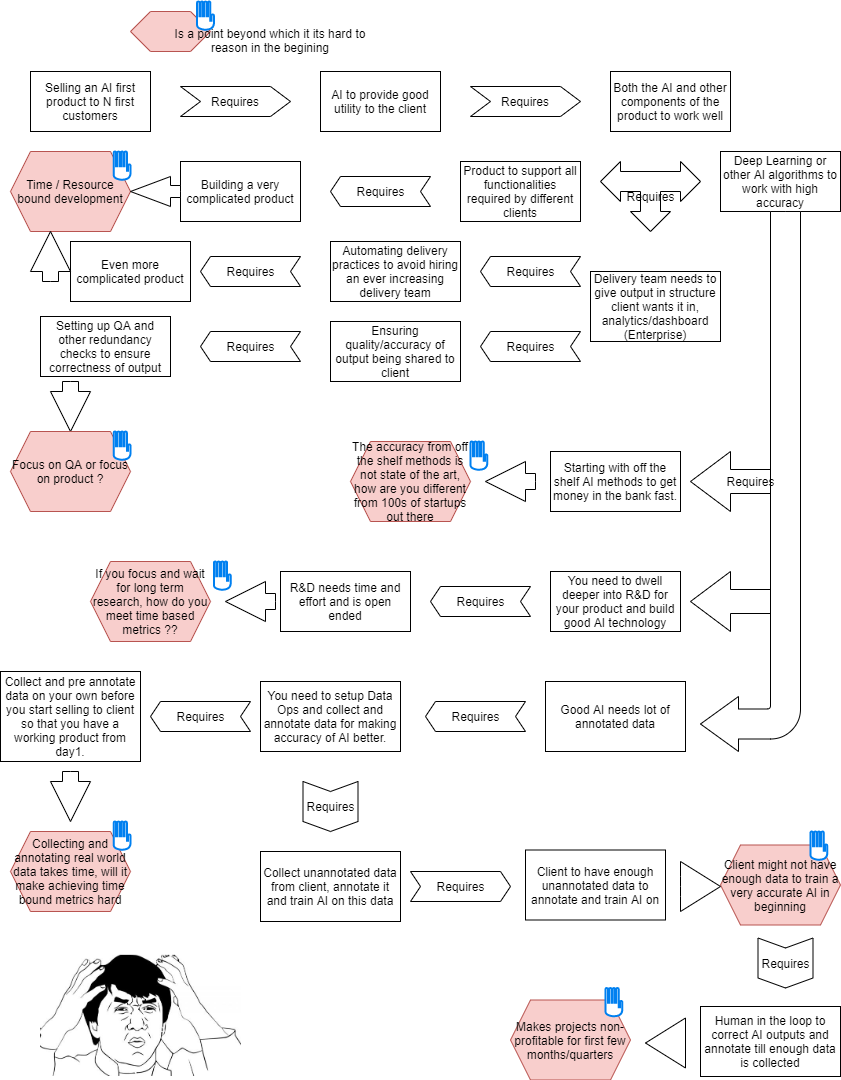 Is a point beyond which it its hard to
reason in the begining
Selling an AI first
product to N first
customers
Requires
AI to provide good
utility to the client
Requires
Both the AI and other
components of the
product to work well
Deep Learning or
other AI algorithms to
work with high
accuracy
Requires
Product to support all
functionalities
required by different
clients
Requires
Building a very
complicated product
Time / Resource
bound development
Delivery team needs to
give output in structure
client wants it in,
analytics/dashboard
(Enterprise)
Requires
Automating delivery
practices to avoid hiring
an ever increasing
delivery team
Requires
Even more
complicated product
Requires
Ensuring
quality/accuracy of
output being shared to
client
Requires
Setting up QA and
other redundancy
checks to ensure
correctness of output
Focus on QA or focus
on product ?
Requires
Starting with off the
shelf AI methods to get
money in the bank fast.
The accuracy from off
the shelf methods is
not state of the art,
how are you different
from 100s of startups
out there
You need to dwell
deeper into R&D for
your product and build
good AI technology
Requires
R&D needs time and
effort and is open
ended
If you focus and wait
for long term
research, how do you
meet time based
metrics ??
Good AI needs lot of
annotated data
Requires
You need to setup Data
Ops and collect and
annotate data for making
accuracy of AI better.
Requires
Collect and pre annotate
data on your own before
you start selling to client
so that you have a
working product from
day1.
Collecting and
annotating real world
data takes time, will it
make achieving time
bound metrics hard
Requires
Collect unannotated data
from client, annotate it
and train AI on this data
Requires
Client to have enough
unannotated data to
annotate and train AI on
Client might not have
enough data to train a
very accurate AI in
beginning
Requires
Human in the loop to
correct AI outputs and
annotate till enough data
is collected
Makes projects non-
profitable for first few
months/quarters